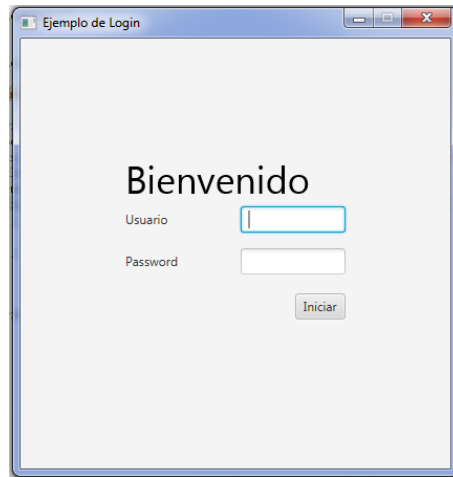 Ejemplo de Login
Bienvenido
Usuario
Password
Iniciar